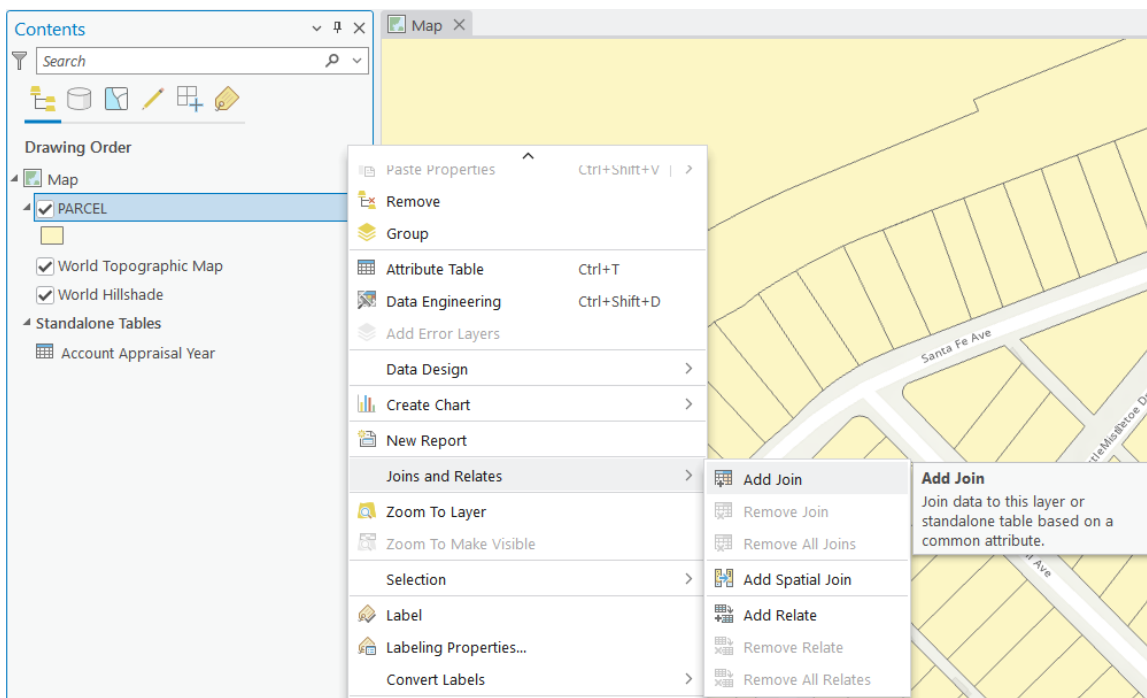 Contents
Search
Drawing Order
Map
PARCEL
World Topographic Map
World Hillshade
Standalone Tables
Account Appraisal Year
Map
Paste Properties Ctrl+Shift+V
Remove
Group
Attribute Table Ctrl+T
Data Engineering Ctrl+Shift+D
Add Error Layers
Data Design
Create Chart
New Report
Joins and Relates
Zoom To Layer
Zoom To Make Visible
Selection
Label
Labeling Properties...
Convert Labels
Add Join
Remove Join
Remove All Joins
Add Spatial Join
Add Relate
Remove Relate
Remove All Relates
Add Join
Join data to this layer or
standalone table based on a
common attribute.
Santa Fe Ave
Mistletoe
Ave